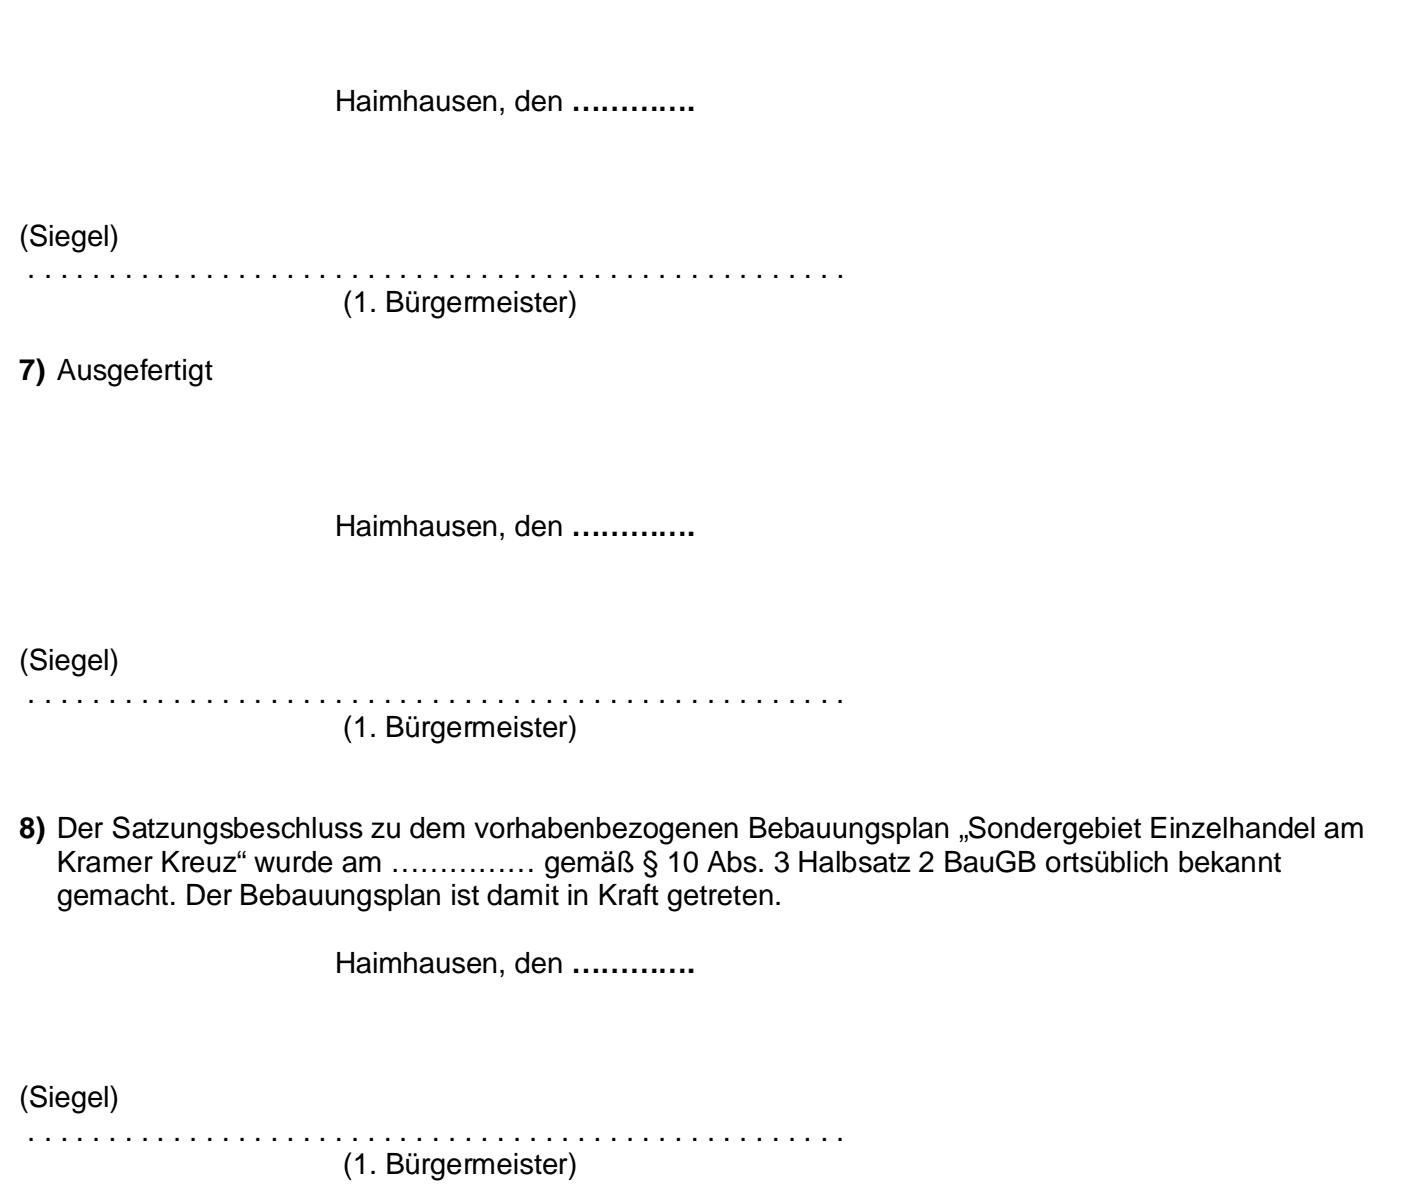 Haimhausen, den ………….
(Siegel)
. . . . . . . . . . . . . . . . . . . . . . . . . . . . . . . . . . . . . . . . . . . . . . . . . . .
(1. Bürgermeister)
7) Ausgefertigt
Haimhausen, den ………….
(Siegel)
. . . . . . . . . . . . . . . . . . . . . . . . . . . . . . . . . . . . . . . . . . . . . . . . . . .
(1. Bürgermeister)
8) Der Satzungsbeschluss zu dem vorhabenbezogenen Bebauungsplan „Sondergebiet Einzelhandel am
Kramer Kreuz“ wurde am …………… gemäß § 10 Abs. 3 Halbsatz 2 BauGB ortsüblich bekannt
gemacht. Der Bebauungsplan ist damit in Kraft getreten.
Haimhausen, den ………….
(Siegel)
. . . . . . . . . . . . . . . . . . . . . . . . . . . . . . . . . . . . . . . . . . . . . . . . . . .
(1. Bürgermeister)